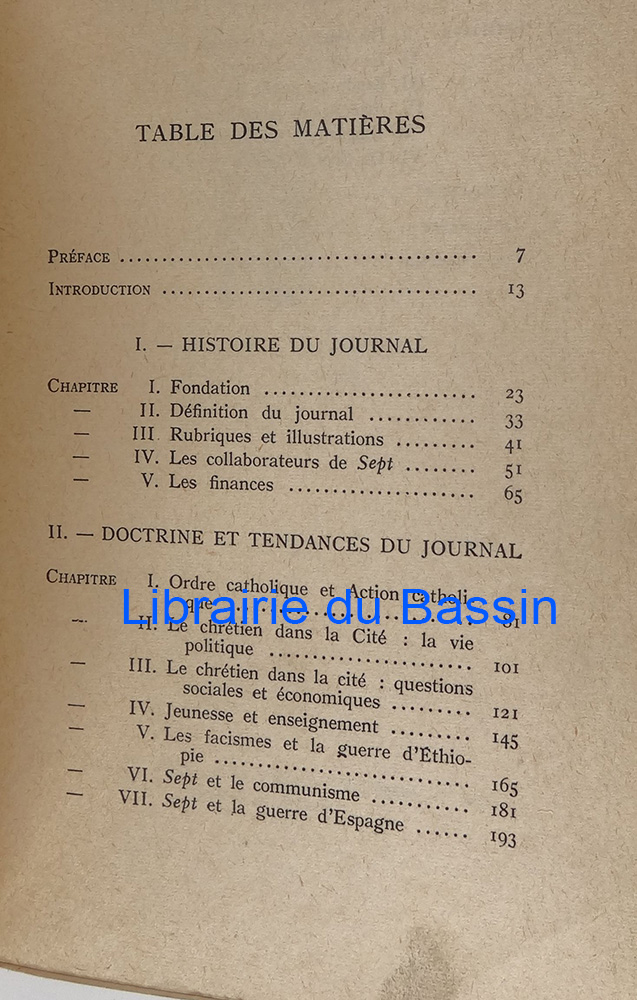 TABLE DES MATIÈRES
PRÉFACE ........................................ 7
INTRODUCTION .................................... 13
I. — HISTOIRE DU JOURNAL
CHAPITRE I. Fondation ........................ 23
— II. Définition du journal ............ 33
— III. Rubriques et illustrations ......... 41
— IV. Les collaborateurs de Sept ........ 51
— V. Les finances ..................... 65
II. — DOCTRINE ET TENDANCES DU JOURNAL
CHAPITRE I. Ordre catholique et Action catholi-
que ........................ 81
Librairie du Bassin
— II. Le chrétien dans la Cité : la vie
politique ....................... 101
— III. Le chrétien dans la cité : questions
sociales et économiques ......... 121
— IV. Jeunesse et enseignement ......... 145
— V. Les facismes et la guerre d'Éthio-
pie ............................. 165
— VI. Sept et le communisme ........... 181
— VII. Sept et la guerre d'Espagne ...... 193